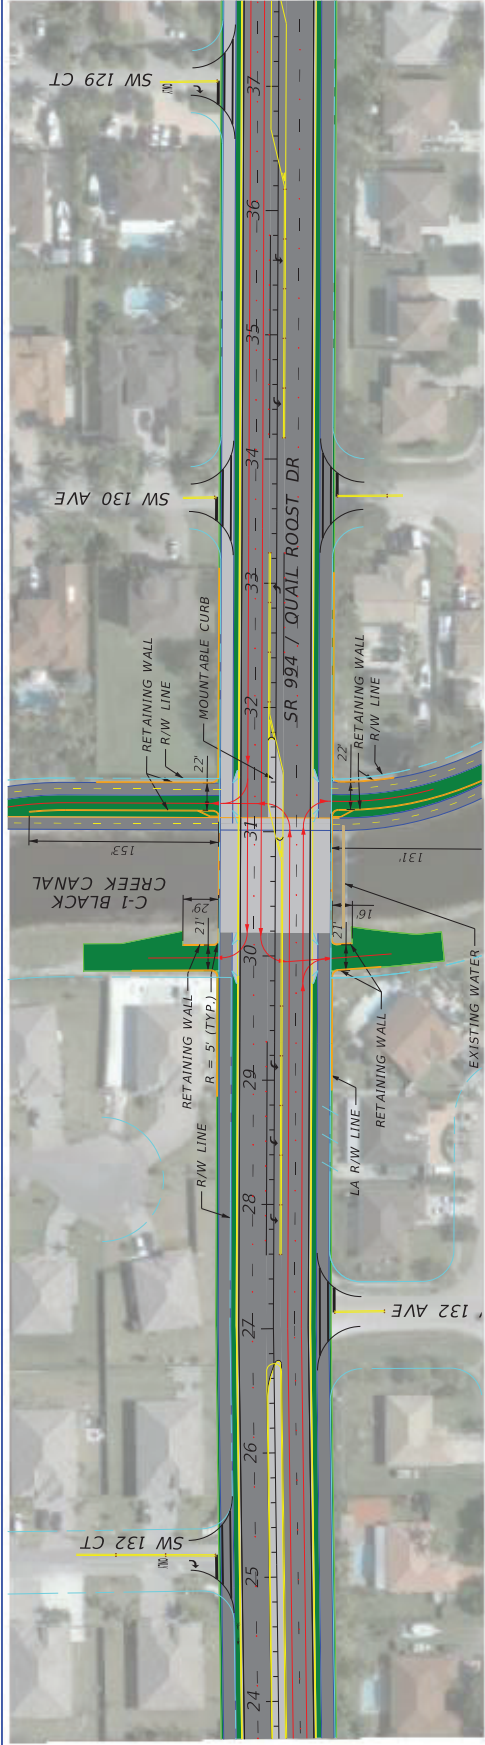 SW 129 CT
ONLY
37
36
35
34
SW 130 AVE
SR 994 / QUAIL ROOST DR
33
MOUNTABLE CURB
RETAINING WALL
R/W LINE
RETAINING WALL
R/W LINE
32
22'
22'
31
153'
131'
C-1 BLACK
CREEK CANAL
29'
21'
16'
21'
30
RETAINING WALL
R = 5' (TYP.)
EXISTING WATER
RETAINING WALL
LA R/W LINE
29
R/W LINE
28
27
132 AVE
26
SW 132 CT
ONLY
25
24